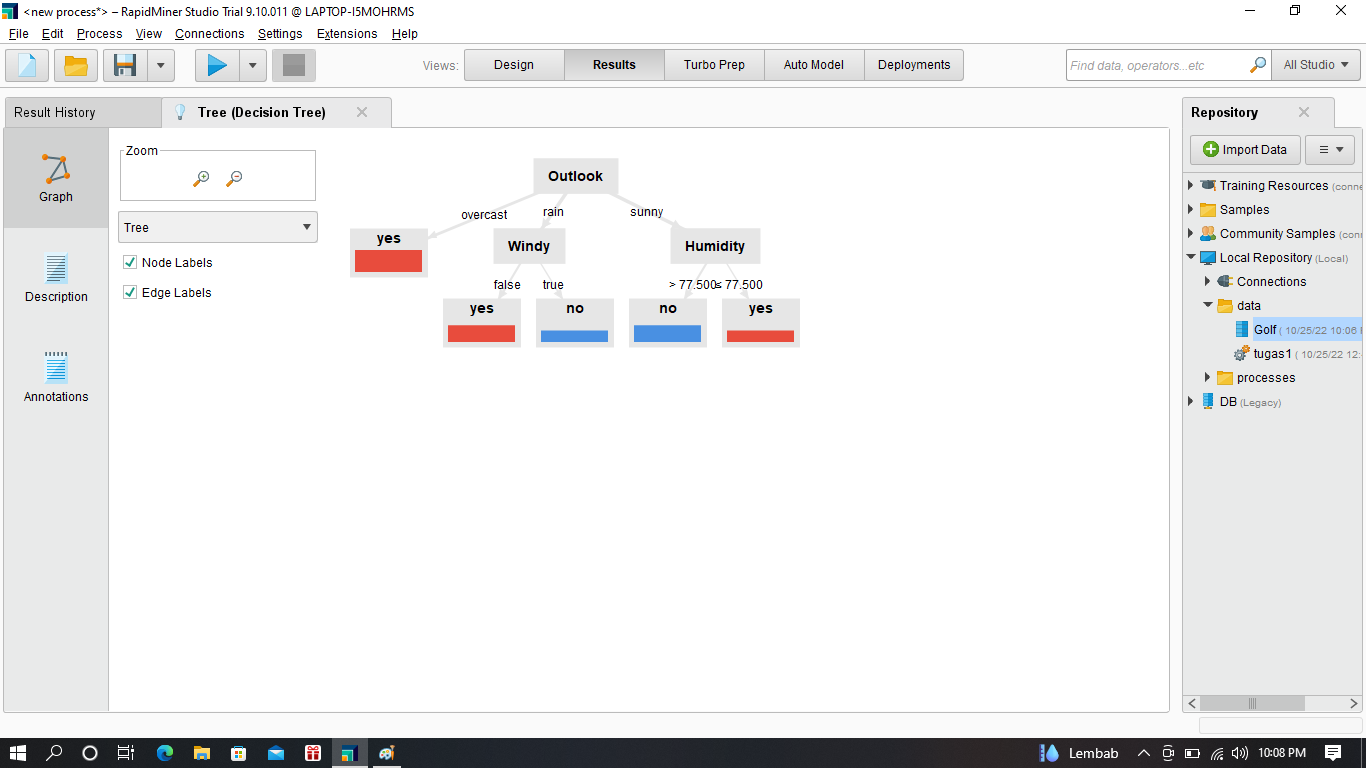 <new process*> – RapidMiner Studio Trial 9.10.011 @ LAPTOP-I5MOHRMS
File Edit Process View Connections Settings Extensions Help
Views: Design Results Turbo Prep Auto Model Deployments
Find data, operators...etc
All Studio
Result History
Tree (Decision Tree)
Graph
Description
Annotations
Zoom
Tree
Node Labels
Edge Labels
Outlook
overcast rain sunny
yes
Windy
Humidity
false true > 77.500 ≤ 77.500
yes no no yes
Repository
Import Data
Training Resources (conne
Samples
Community Samples (conn
Local Repository (Local)
Connections
data
Golf ( 10/25/22 10:06
tugas1 ( 10/25/22 12:
processes
DB (Legacy)
Lembab
10:08 PM